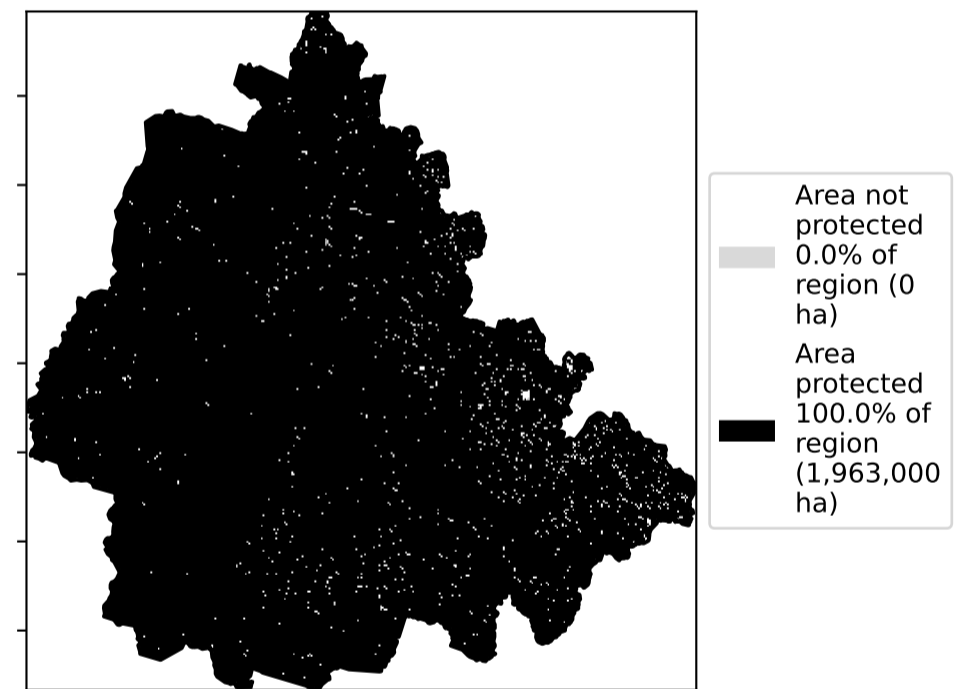 Area not
protected
0.0% of
region (0
ha)
Area
protected
100.0% of
region
(1,963,000
ha)